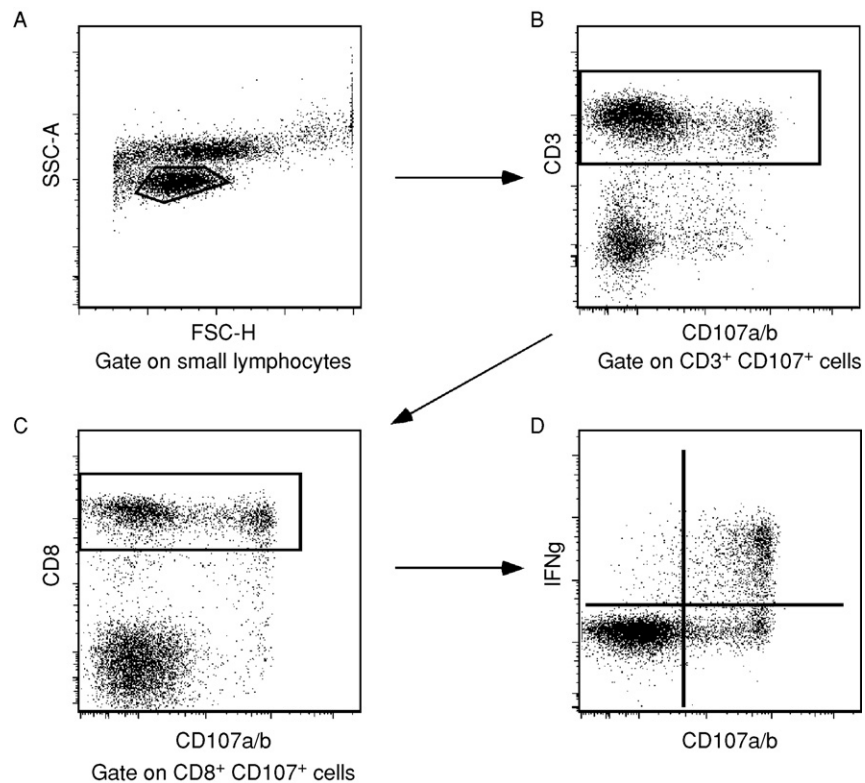 A
SSC-A
FSC-H
Gate on small lymphocytes
B
CD3
CD107a/b
Gate on CD3⁺ CD107⁺ cells
C
CD8
CD107a/b
Gate on CD8⁺ CD107⁺ cells
D
IFNg
CD107a/b